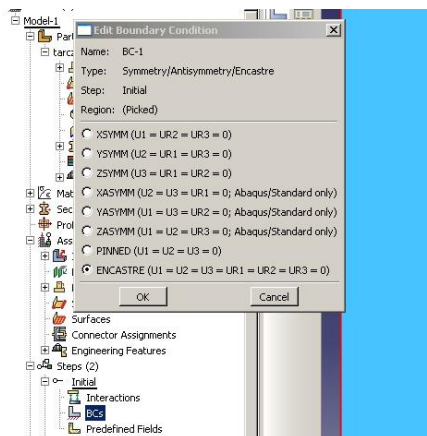 Model-1
Edit Boundary Condition
Part
tarcz
Name: BC-1
Type: Symmetry/Antisymmetry/Encastre
Step: Initial
Region: (Picked)
XSYMM (U1 = UR2 = UR3 = 0)
YSYMM (U2 = UR1 = UR3 = 0)
ZSYMM (U3 = UR1 = UR2 = 0)
XASYMM (U2 = U3 = UR1 = 0; Abaqus/Standard only)
YASYMM (U1 = U3 = UR2 = 0; Abaqus/Standard only)
ZASYMM (U1 = U2 = UR3 = 0; Abaqus/Standard only)
PINNED (U1 = U2 = U3 = 0)
ENCASTRE (U1 = U2 = U3 = UR1 = UR2 = UR3 = 0)
OK Cancel
Mat
Sec
Prof
Ass
Surfaces
Connector Assignments
Engineering Features
Steps (2)
Initial
Interactions
BCs
Predefined Fields